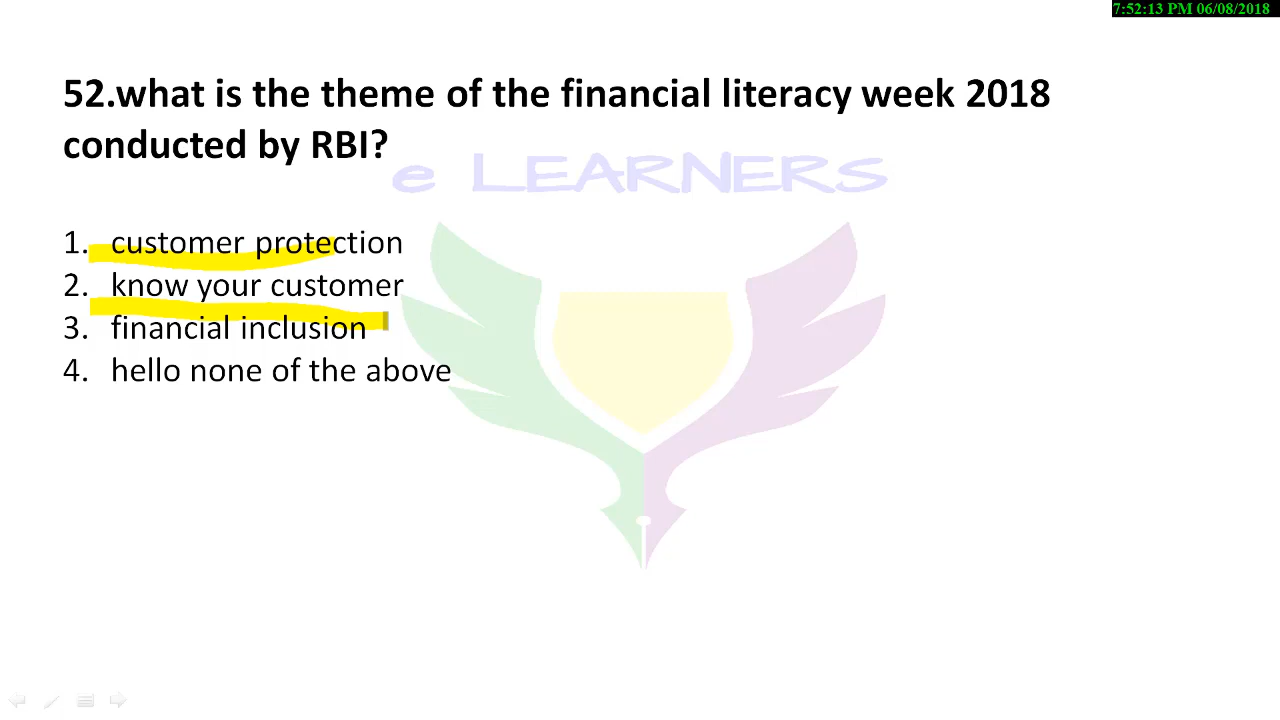 7:52:13 PM 06/08/2018
52.what is the theme of the financial literacy week 2018
conducted by RBI?
e LEARNERS
1. customer protection
2. know your customer
3. financial inclusion
4. hello none of the above